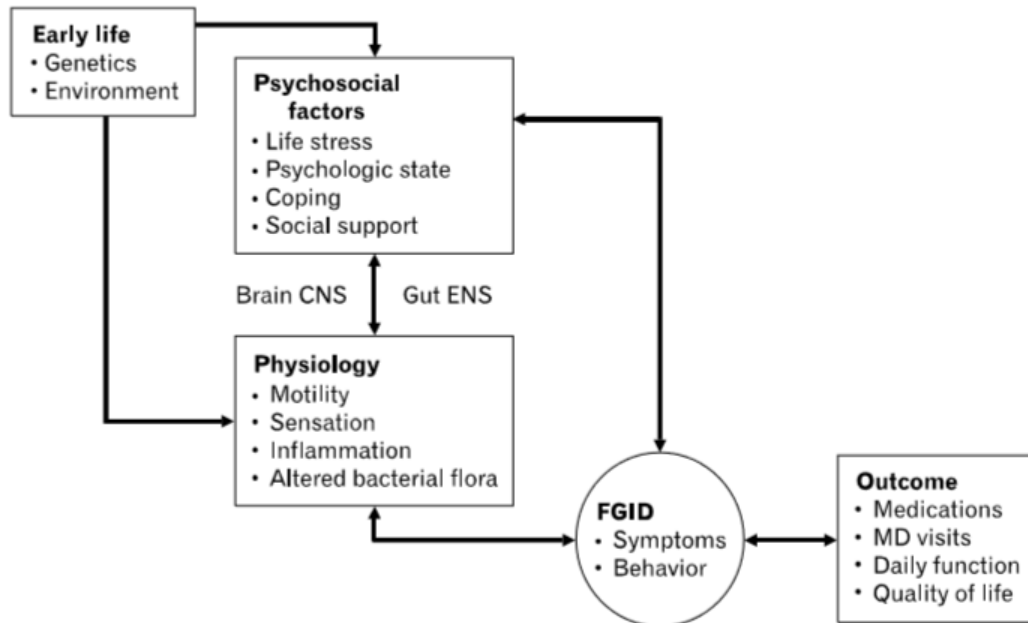 Early life
• Genetics
• Environment
Psychosocial
factors
• Life stress
• Psychologic state
• Coping
• Social support
Brain CNS
Gut ENS
Physiology
• Motility
• Sensation
• Inflammation
• Altered bacterial flora
FGID
• Symptoms
• Behavior
Outcome
• Medications
• MD visits
• Daily function
• Quality of life